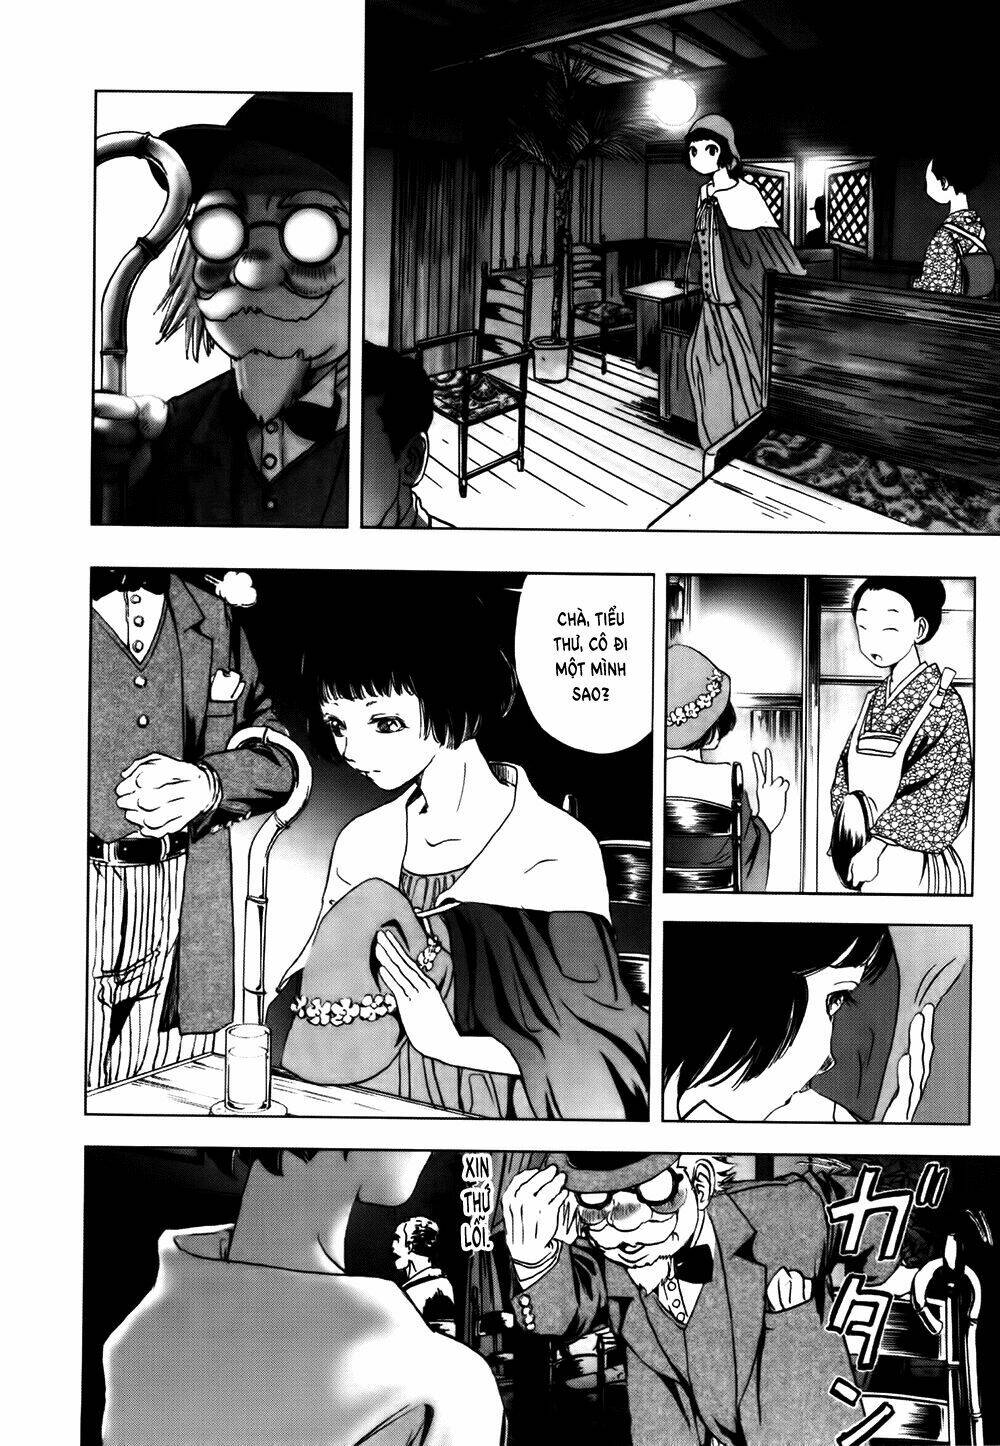 CHÀ, TIỂU
THƯ, CÔ ĐI
MỘT MÌNH
SAO?
XIN
THỨ
LỖI.
ガタン